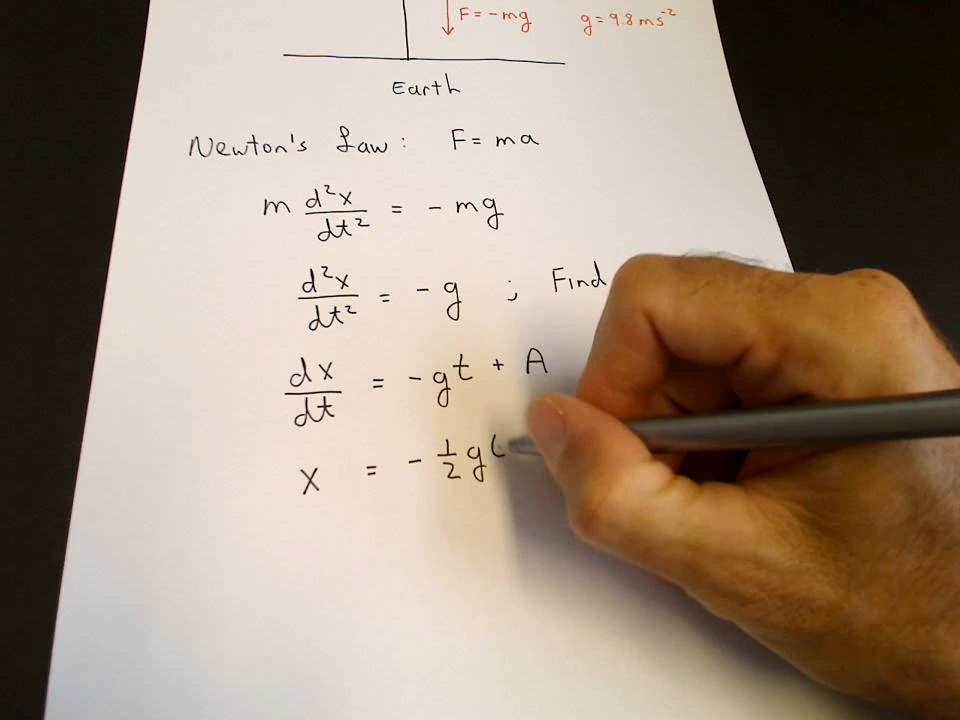 F = -mg g = 9.8 ms⁻²
Earth
Newton's Law : F = ma
m d²x/dt² = - mg
d²x/dt² = - g ; Find
dx/dt = -gt + A
x = - 1/2 g